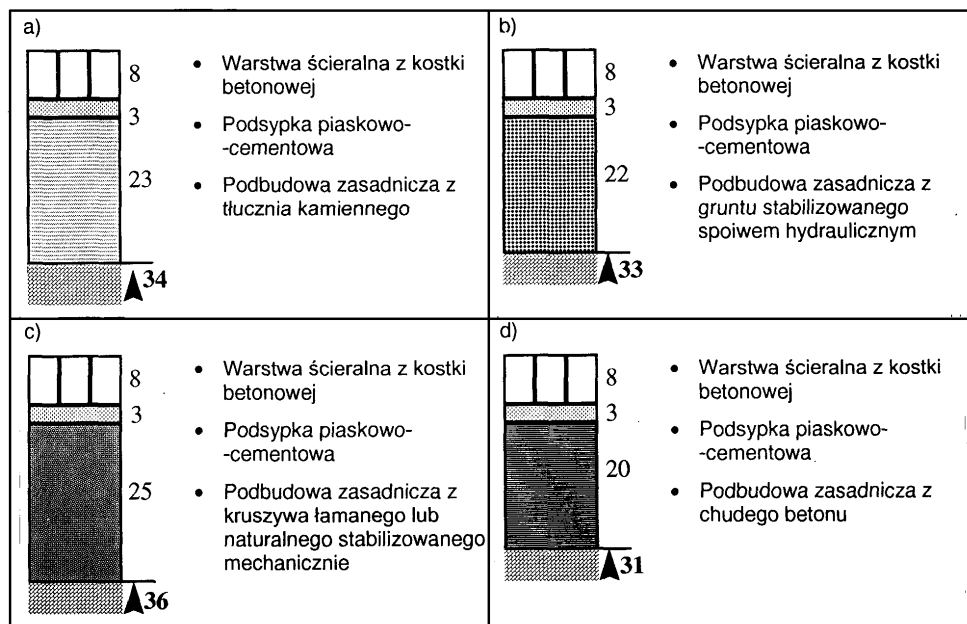 a)
8
3
23
34
• Warstwa ścieralna z kostki
betonowej
• Podsypka piaskowo-
-cementowa
• Podbudowa zasadnicza z
tłucznia kamiennego
b)
8
3
22
33
• Warstwa ścieralna z kostki
betonowej
• Podsypka piaskowo-
-cementowa
• Podbudowa zasadnicza z
gruntu stabilizowanego
spoiwem hydraulicznym
c)
8
3
25
36
• Warstwa ścieralna z kostki
betonowej
• Podsypka piaskowo-
-cementowa
• Podbudowa zasadnicza z
kruszywa łamanego lub
naturalnego stabilizowanego
mechanicznie
d)
8
3
20
31
• Warstwa ścieralna z kostki
betonowej
• Podsypka piaskowo-
-cementowa
• Podbudowa zasadnicza z
chudego betonu